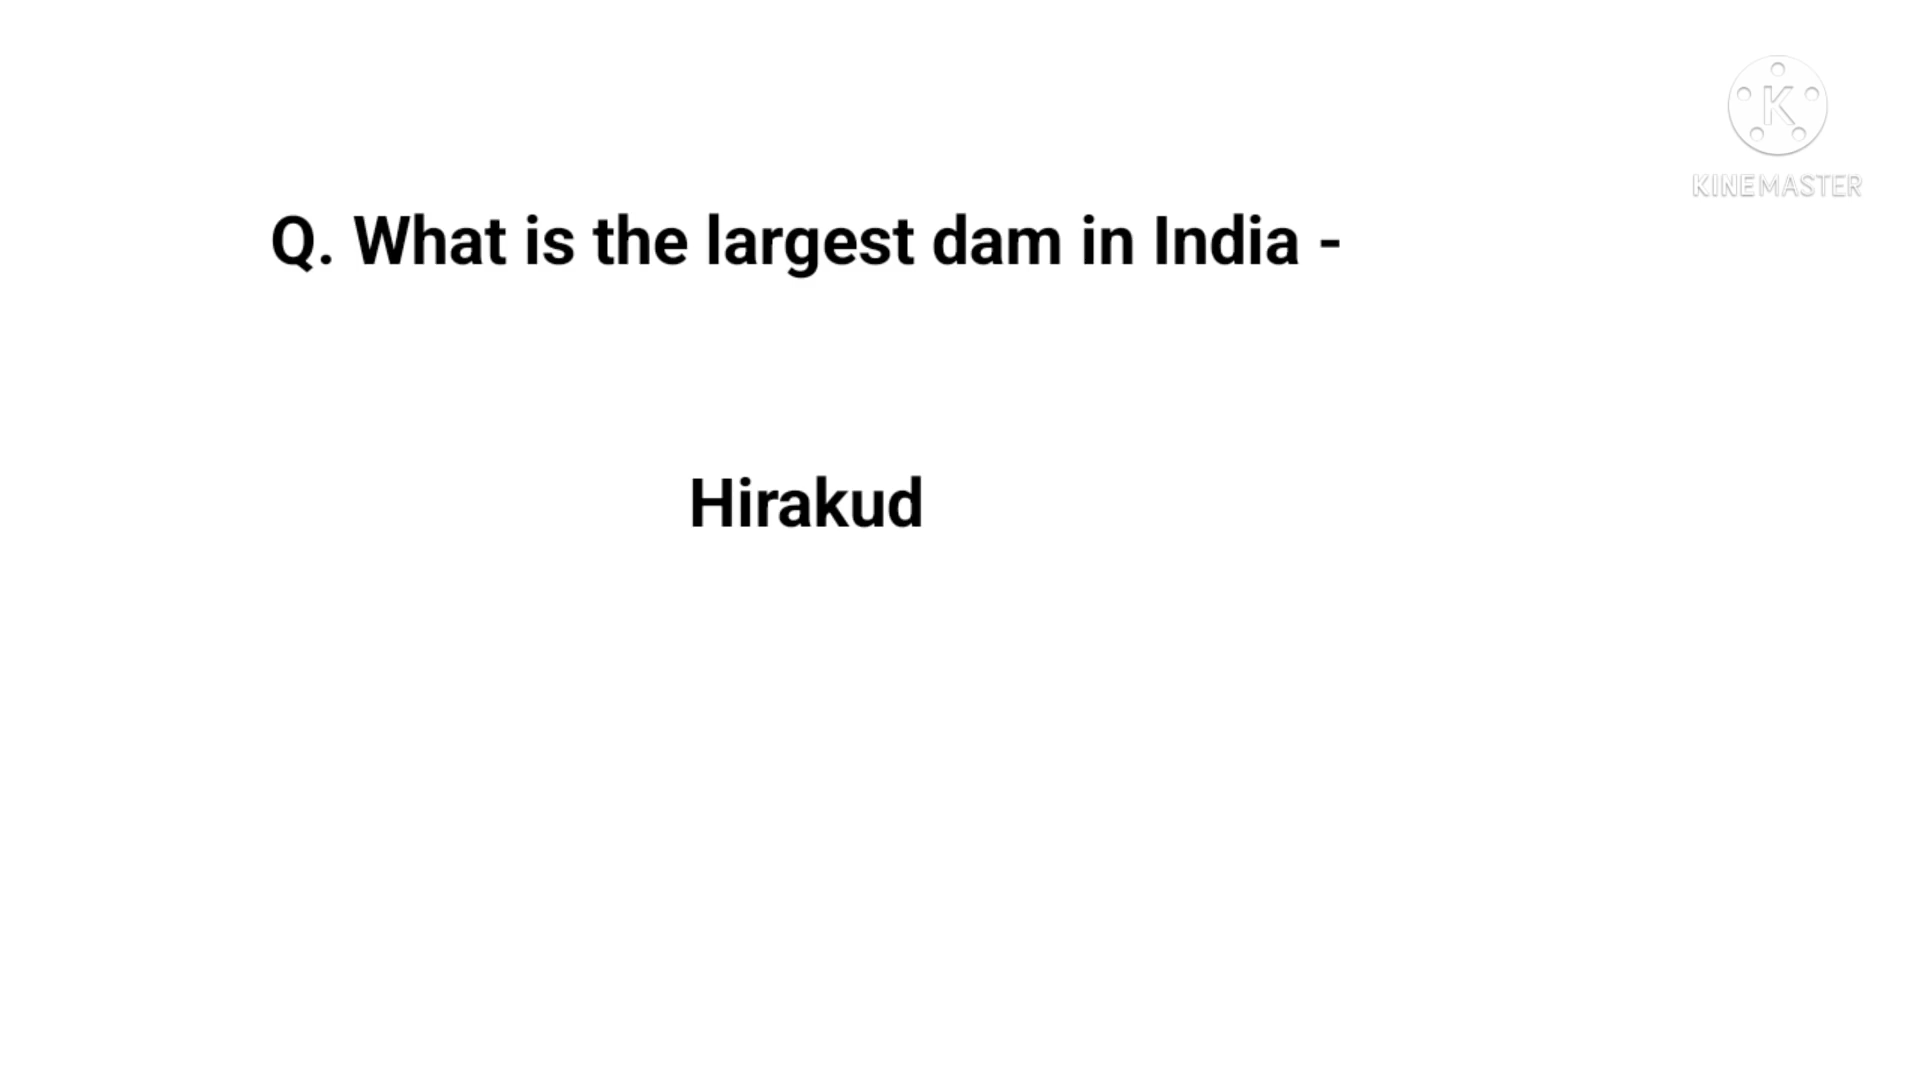 KINEMASTER
Q. What is the largest dam in India -
Hirakud